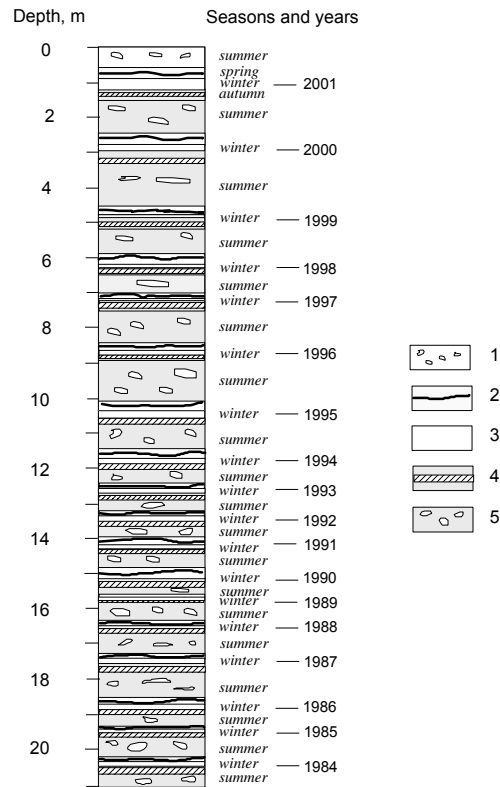 Depth, m Seasons and years
0
summer
spring
winter 2001
autumn
2 summer
winter 2000
4 summer
winter 1999
summer
6
winter 1998
summer
winter 1997
8 summer
winter 1996
summer
10
winter 1995
summer
12 winter 1994
summer
winter 1993
summer
winter 1992
14 summer
winter 1991
summer
winter 1990
summer
winter 1989
16 summer
winter 1988
summer
winter 1987
18 summer
winter 1986
summer
winter 1985
20 summer
winter 1984
summer
1
2
3
4
5